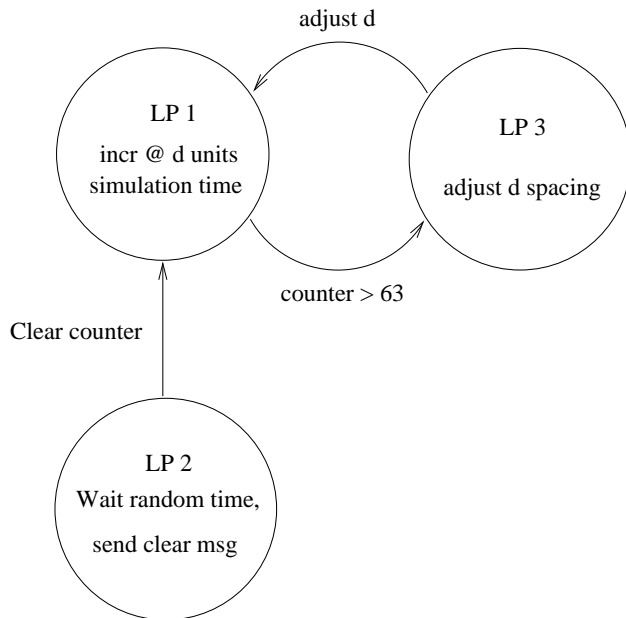 adjust d
LP 1
incr @ d units
simulation time
LP 3
adjust d spacing
counter > 63
Clear counter
LP 2
Wait random time,
send clear msg